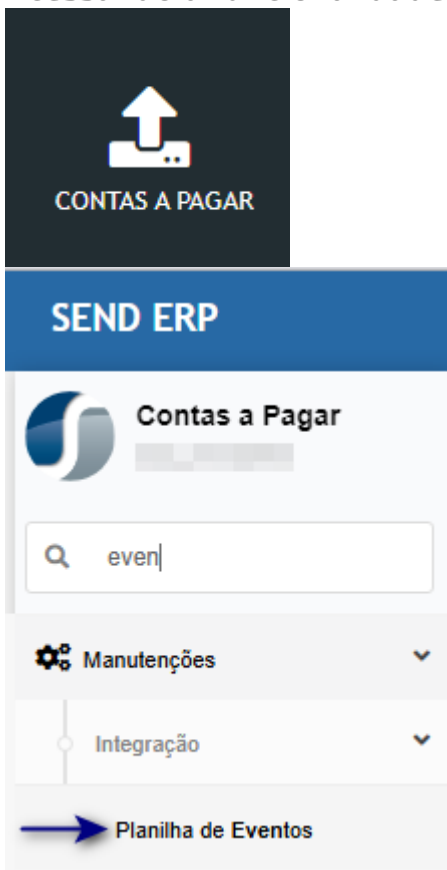 CONTAS A PAGAR
SEND ERP
Contas a Pagar
even
Manutenções
Integração
Planilha de Eventos